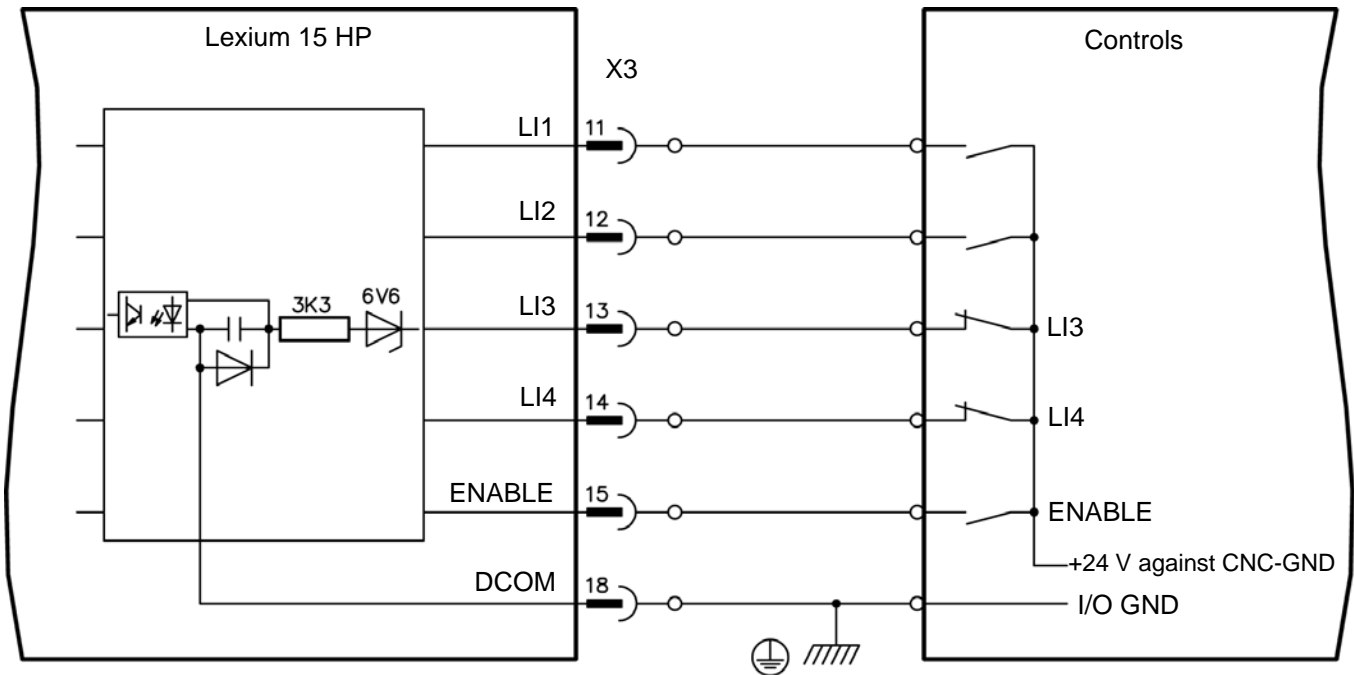 Lexium 15 HP
Controls
X3
LI1
11
LI2
12
3K3
6V6
LI3
13
LI3
LI4
14
LI4
ENABLE
15
ENABLE
+24 V against CNC-GND
DCOM
18
I/O GND